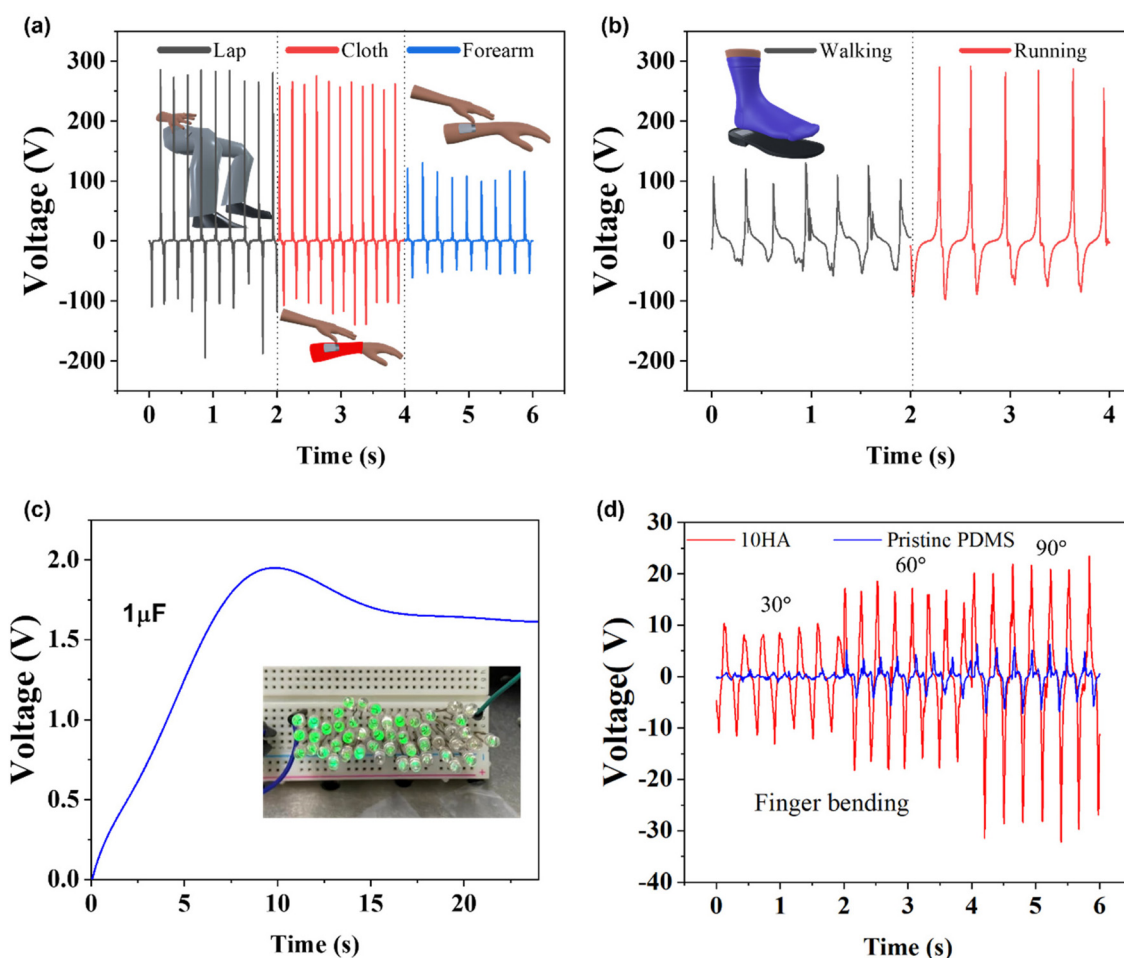 (a)
Lap
Cloth
Forearm
300
200
100
0
-100
-200
Voltage (V)
0
1
2
3
4
5
6
Time (s)
(b)
Walking
Running
300
200
100
0
-100
-200
Voltage (V)
0
1
2
3
4
Time (s)
(c)
2.0
1.5
1.0
0.5
0.0
Voltage (V)
1μF
0
5
10
15
20
Time (s)
(d)
10HA
Pristine PDMS
30°
60°
90°
30
20
10
0
-10
-20
-30
-40
Voltage( V)
Finger bending
0
1
2
3
4
5
6
Time (s)